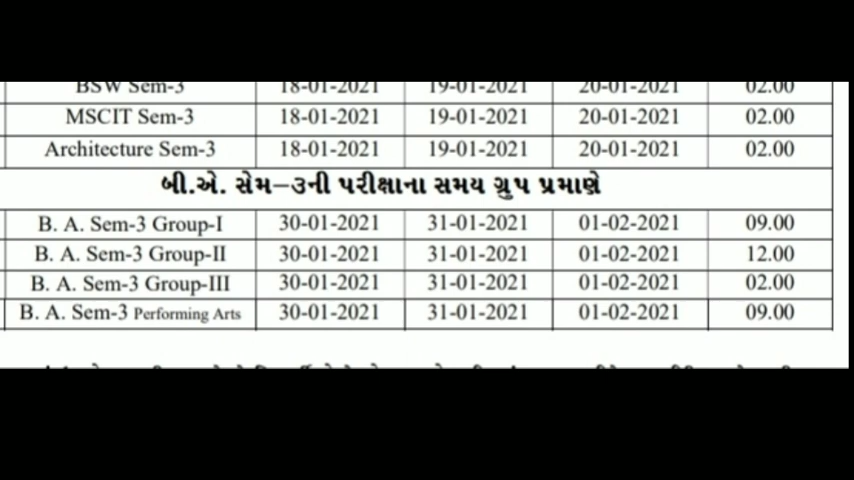 BSW Sem-3 18-01-2021 19-01-2021 20-01-2021 02.00
MSCIT Sem-3 18-01-2021 19-01-2021 20-01-2021 02.00
Architecture Sem-3 18-01-2021 19-01-2021 20-01-2021 02.00
બી.એ. સેમ–૩ની પરીક્ષાના સમય ગ્રુપ પ્રમાણે
B. A. Sem-3 Group-I 30-01-2021 31-01-2021 01-02-2021 09.00
B. A. Sem-3 Group-II 30-01-2021 31-01-2021 01-02-2021 12.00
B. A. Sem-3 Group-III 30-01-2021 31-01-2021 01-02-2021 02.00
B. A. Sem-3 Performing Arts 30-01-2021 31-01-2021 01-02-2021 09.00